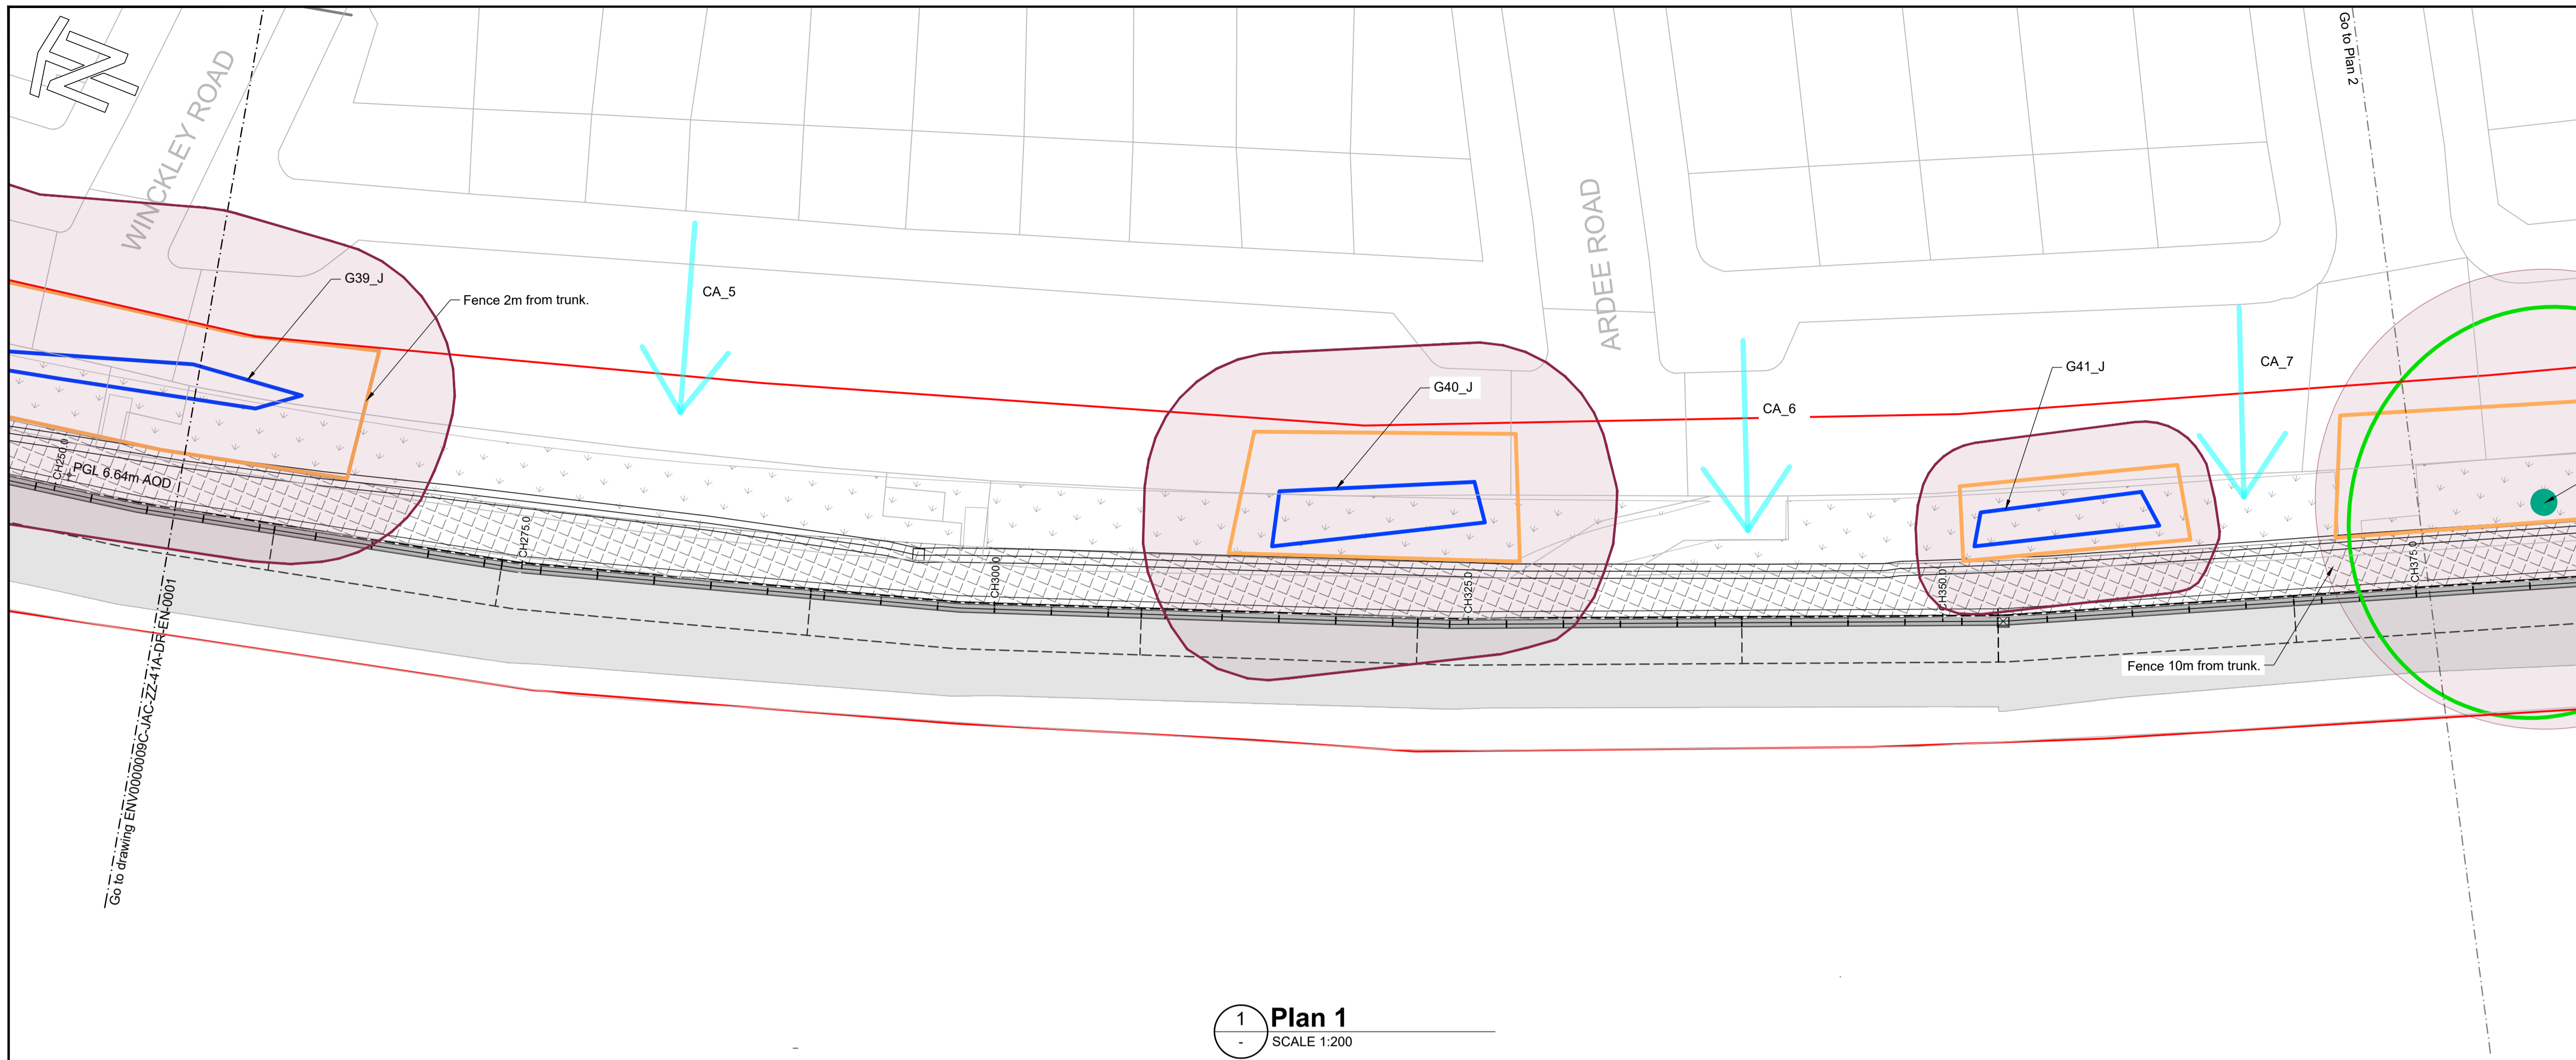 Go to Plan 2
WINCKLEY ROAD
ARDEE ROAD
G39_J
Fence 2m from trunk.
CA_5
G40_J
CA_6
G41_J
CA_7
CH250.0
PGL 6.64m AOD
CH275.0
CH300.0
CH325.0
CH350.0
CH375.0
Fence 10m from trunk.
Go to drawing ENV0000009C-JAC-ZZ-41A-DR-EN-0001
1
-
Plan 1
SCALE 1:200